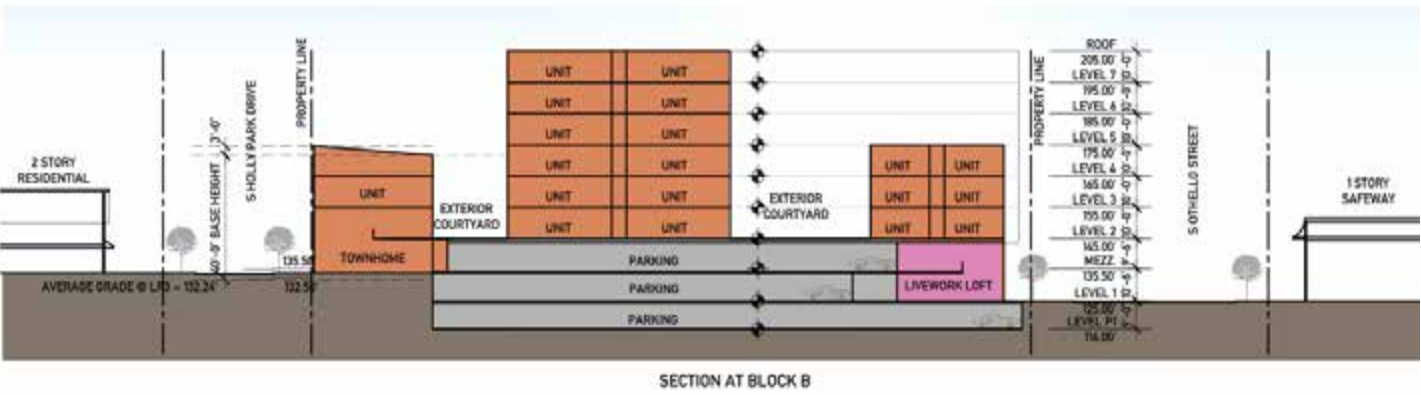 2 STORY
RESIDENTIAL
S HOLLY PARK DRIVE
40'-0" BASE HEIGHT
3'-0"
PROPERTY LINE
AVERAGE GRADE @ LPD = 132.24'
135.50'
132.50'
UNIT
TOWNHOME
EXTERIOR
COURTYARD
UNIT UNIT
UNIT UNIT
UNIT UNIT
UNIT UNIT
UNIT UNIT
UNIT UNIT
PARKING
PARKING
PARKING
EXTERIOR
COURTYARD
UNIT UNIT
UNIT UNIT
UNIT UNIT
LIVEWORK LOFT
PROPERTY LINE
ROOF
205.00'
LEVEL 7
195.00'
LEVEL 6
185.00'
LEVEL 5
175.00'
LEVEL 4
165.00'
LEVEL 3
155.00'
LEVEL 2
145.00'
MEZZ.
135.50'
LEVEL 1
125.00'
LEVEL P1
116.00'
S OTHELLO STREET
1 STORY
SAFEWAY
SECTION AT BLOCK B